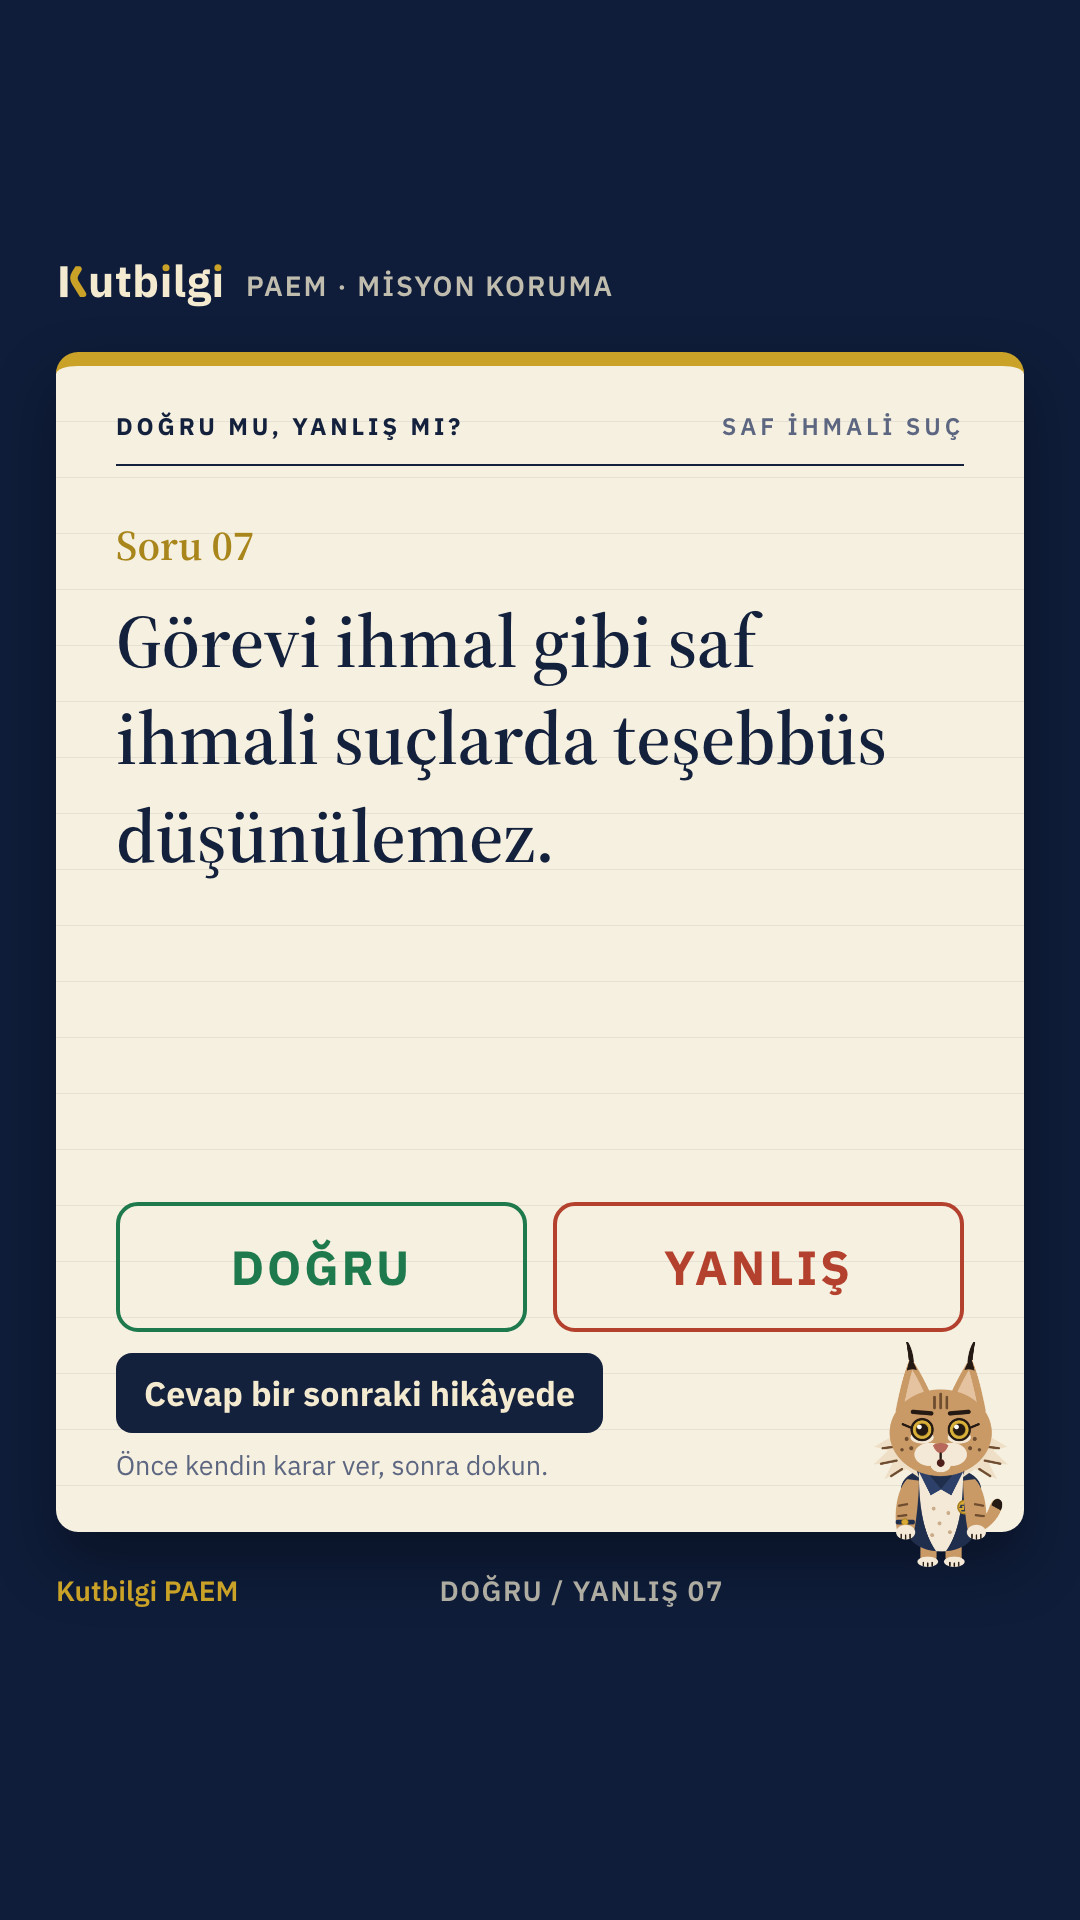 Kutbilgi PAEM · MİSYON KORUMA
DOĞRU MU, YANLIŞ MI? SAF İHMALİ SUÇ
Soru 07
Görevi ihmal gibi saf
ihmali suçlarda teşebbüs
düşünülemez.
DOĞRU YANLIŞ
Cevap bir sonraki hikâyede
Önce kendin karar ver, sonra dokun.
Kutbilgi PAEM DOĞRU / YANLIŞ 07